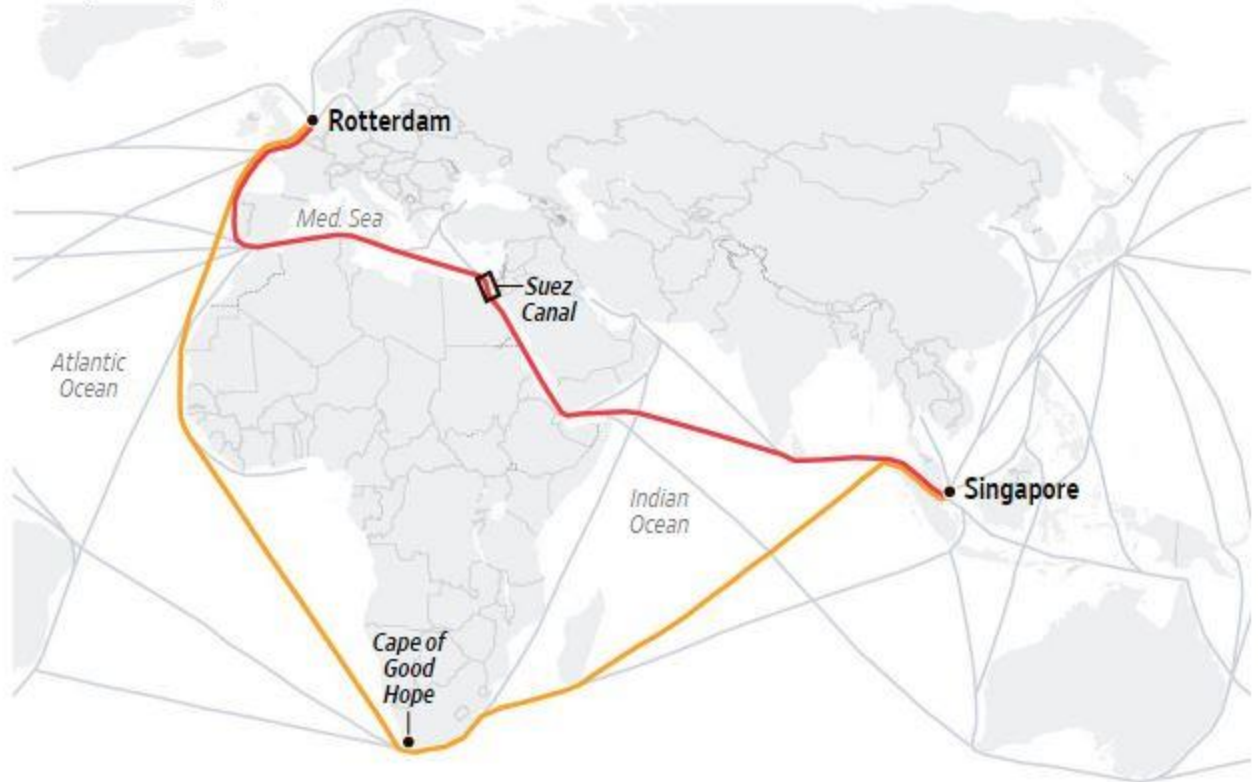 Rotterdam
Med. Sea
Suez
Canal
Atlantic
Ocean
Singapore
Indian
Ocean
Cape of
Good
Hope